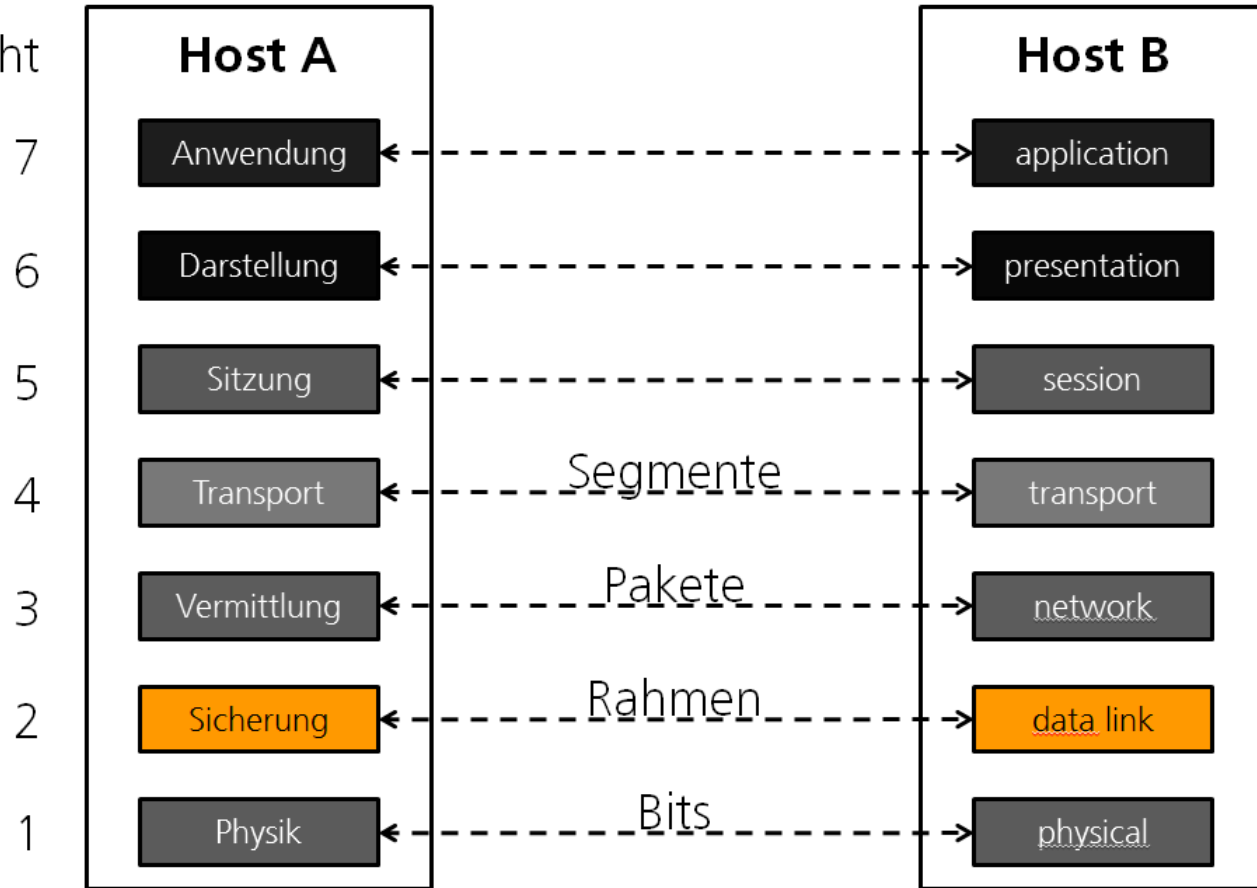 ht Host A Host B
7 Anwendung application
6 Darstellung presentation
5 Sitzung session
4 Transport Segmente transport
3 Vermittlung Pakete network
2 Sicherung Rahmen data link
1 Physik Bits physical